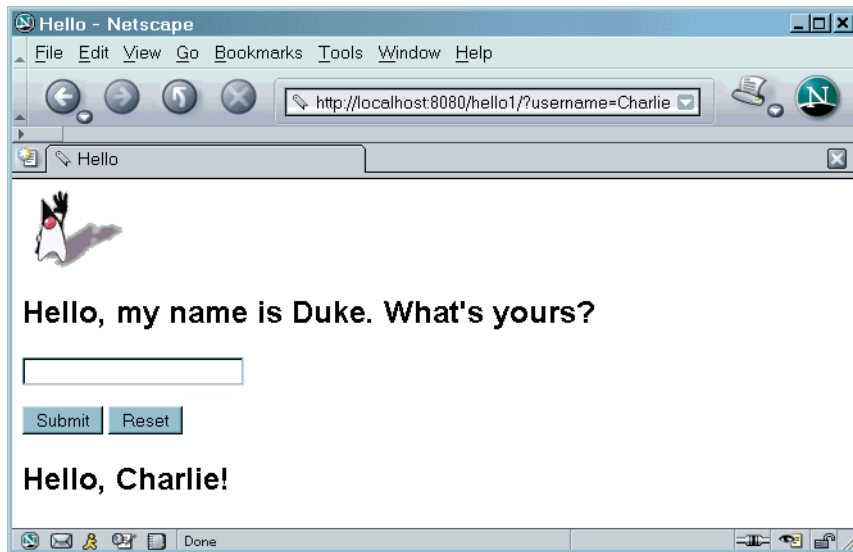 Hello - Netscape
File Edit View Go Bookmarks Tools Window Help
http://localhost:8080/hello1/?username=Charlie
N
Hello
Hello, my name is Duke. What's yours?
Submit Reset
Hello, Charlie!
Done